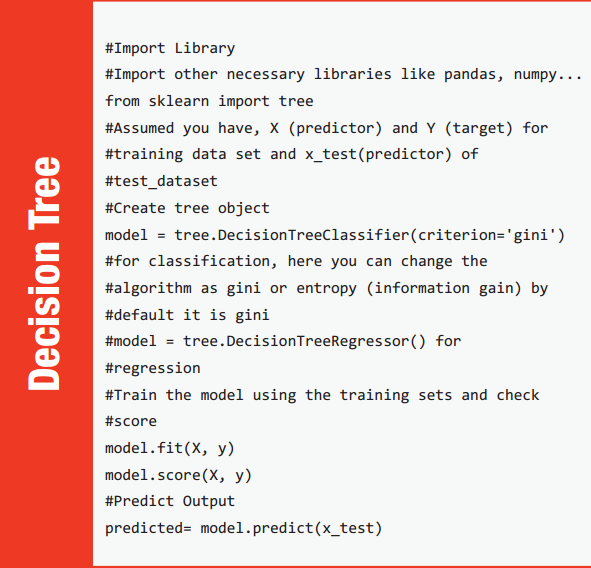 Decision Tree
#Import Library
#Import other necessary libraries like pandas, numpy...
from sklearn import tree
#Assumed you have, X (predictor) and Y (target) for
#training data set and x_test(predictor) of
#test_dataset
#Create tree object
model = tree.DecisionTreeClassifier(criterion='gini')
#for classification, here you can change the
#algorithm as gini or entropy (information gain) by
#default it is gini
#model = tree.DecisionTreeRegressor() for
#regression
#Train the model using the training sets and check
#score
model.fit(X, y)
model.score(X, y)
#Predict Output
predicted= model.predict(x_test)